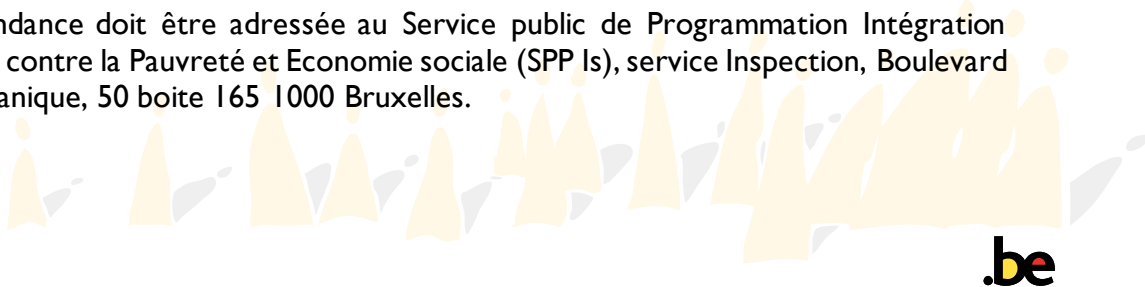 ndance doit être adressée au Service public de Programmation Intégration
contre la Pauvreté et Economie sociale (SPP Is), service Inspection, Boulevard
anique, 50 boite 165 1000 Bruxelles.
.be